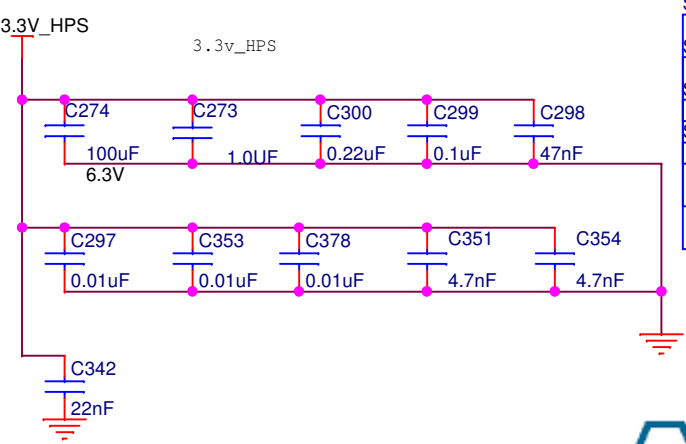 3.3V_HPS
3.3v_HPS
C274
C273
C300
C299
C298
100uF
1.0UF
0.22uF
0.1uF
47nF
6.3V
C297
C353
C378
C351
C354
0.01uF
0.01uF
0.01uF
4.7nF
4.7nF
C342
22nF